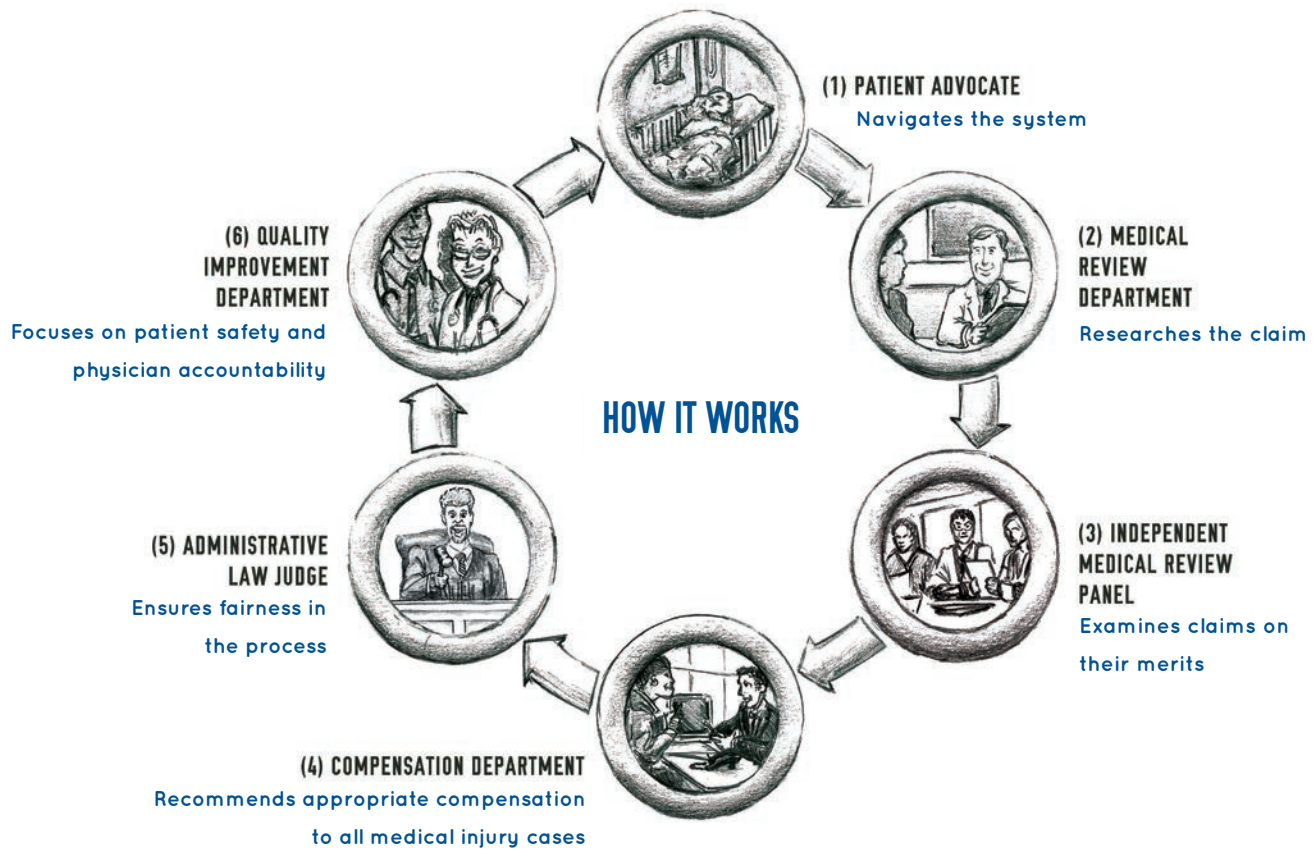 (1) PATIENT ADVOCATE
Navigates the system
(2) MEDICAL
REVIEW
DEPARTMENT
Researches the claim
(3) INDEPENDENT
MEDICAL REVIEW
PANEL
Examines claims on
their merits
(4) COMPENSATION DEPARTMENT
Recommends appropriate compensation
to all medical injury cases
(5) ADMINISTRATIVE
LAW JUDGE
Ensures fairness in
the process
(6) QUALITY
IMPROVEMENT
DEPARTMENT
Focuses on patient safety and
physician accountability
HOW IT WORKS